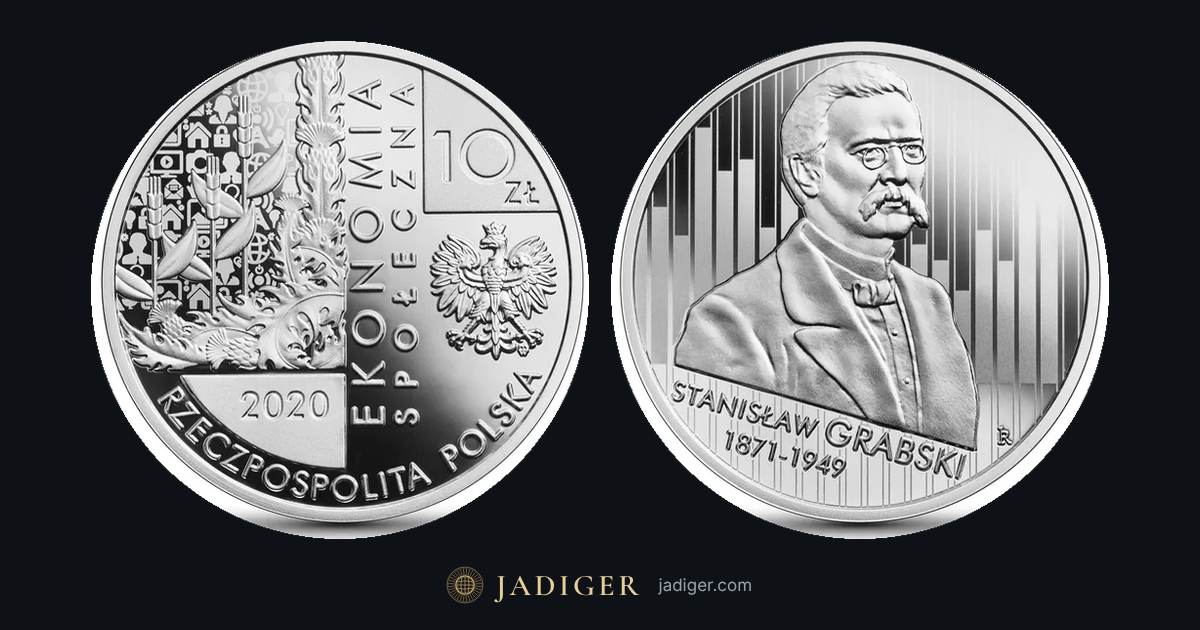 EKONOMIA
SPOŁECZNA
10
ZŁ
2020
RZECZPOSPOLITA POLSKA
STANISŁAW GRABSKI
1871-1949
JADIGER
jadiger.com